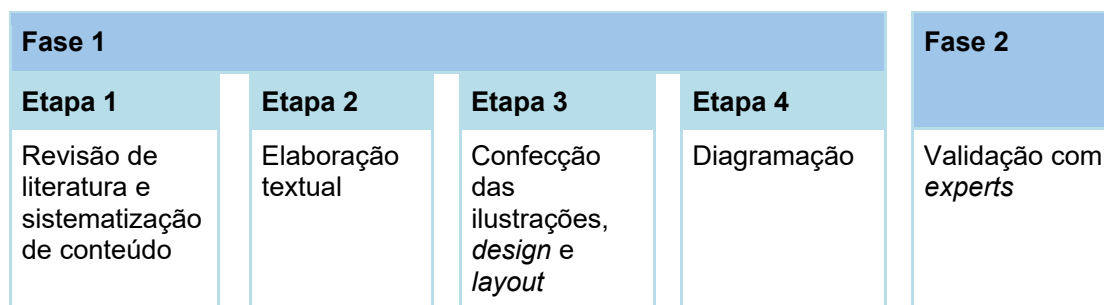 Fase 1
Fase 2
Etapa 1
Etapa 2
Etapa 3
Etapa 4
Revisão de
literatura e
sistematização
de conteúdo
Elaboração
textual
Confecção
das
ilustrações,
design e
layout
Diagramação
Validação com
experts